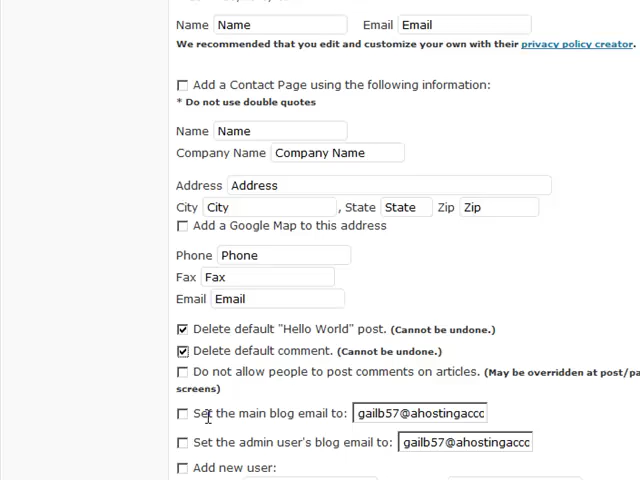 Name Name Email Email
We recommended that you edit and customize your own with their privacy policy creator.
Add a Contact Page using the following information:
* Do not use double quotes
Name Name
Company Name Company Name
Address Address
City City , State State Zip Zip
Add a Google Map to this address
Phone Phone
Fax Fax
Email Email
Delete default "Hello World" post. (Cannot be undone.)
Delete default comment. (Cannot be undone.)
Do not allow people to post comments on articles. (May be overridden at post/pa
screens)
Set the main blog email to: gailb57@ahostingaccc
Set the admin user's blog email to: gailb57@ahostingaccc
Add new user: